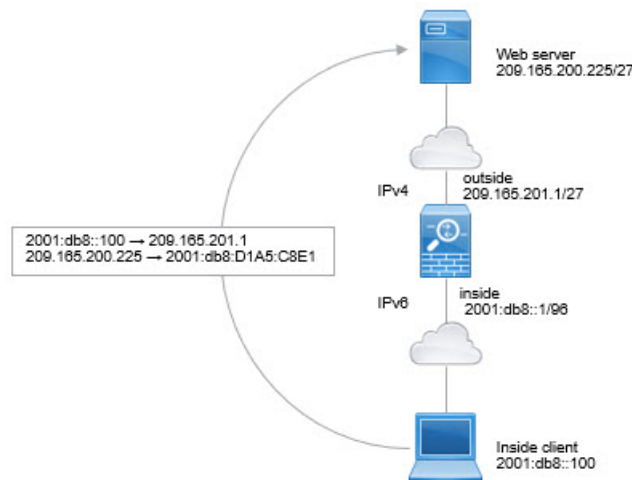 Web server
209.165.200.225/27
IPv4
outside
209.165.201.1/27
2001:db8::100 → 209.165.201.1
209.165.200.225 → 2001:db8:D1A5:C8E1
IPv6
inside
2001:db8::1/96
Inside client
2001:db8::100